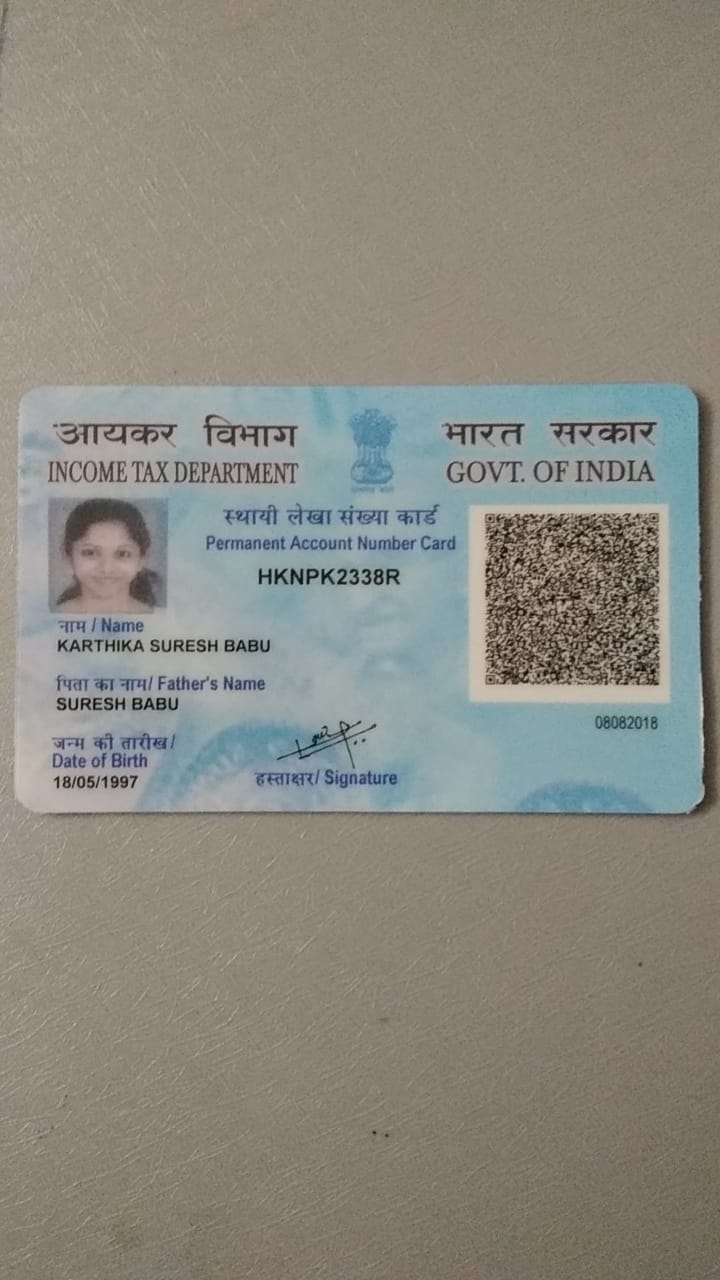 आयकर विभाग
INCOME TAX DEPARTMENT
भारत सरकार
GOVT. OF INDIA
स्थायी लेखा संख्या कार्ड
Permanent Account Number Card
HKNPK2338R
नाम / Name
KARTHIKA SURESH BABU
पिता का नाम/ Father's Name
SURESH BABU
जन्म की तारीख/
Date of Birth
18/05/1997
हस्ताक्षर/ Signature
08082018